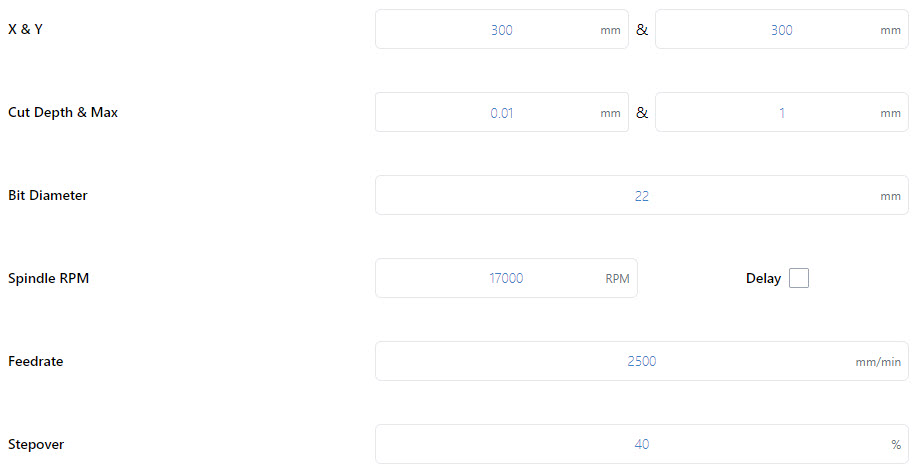 X & Y 300 mm & 300 mm
Cut Depth & Max 0.01 mm & 1 mm
Bit Diameter 22 mm
Spindle RPM 17000 RPM Delay
Feedrate 2500 mm/min
Stepover 40 %